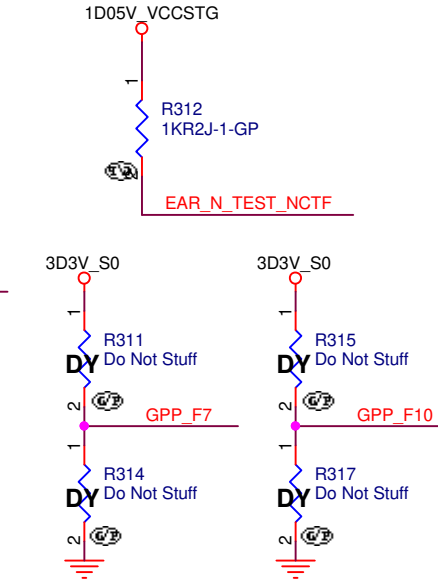 1D05V_VCCSTG
1
R312
1KR2J-1-GP
EAR_N_TEST_NCTF
3D3V_S0
3D3V_S0
1
1
R311
R315
DY Do Not Stuff
DY Do Not Stuff
2
2
GPP_F7
GPP_F10
1
1
R314
R317
DY Do Not Stuff
DY Do Not Stuff
2
2